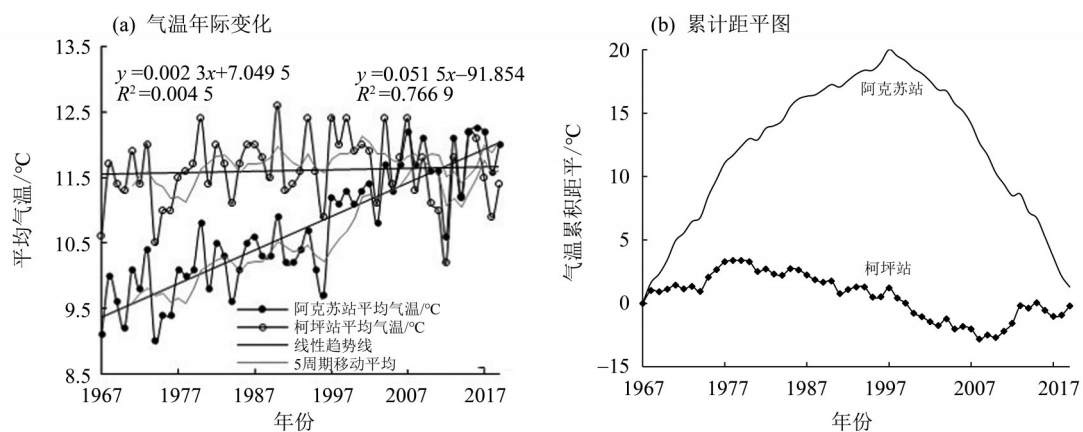 (a) 气温年际变化
13.5
12.5
11.5
10.5
9.5
8.5
平均气温/℃
y=0.002 3x+7.049 5
R²=0.004 5
y=0.051 5x–91.854
R²=0.766 9
阿克苏站平均气温/℃
柯坪站平均气温/℃
线性趋势线
5周期移动平均
1967 1977 1987 1997 2007 2017
年份
(b) 累计距平图
20
15
10
5
0
–15
气温累积距平/℃
阿克苏站
柯坪站
1967 1977 1987 1997 2007 2017
年份